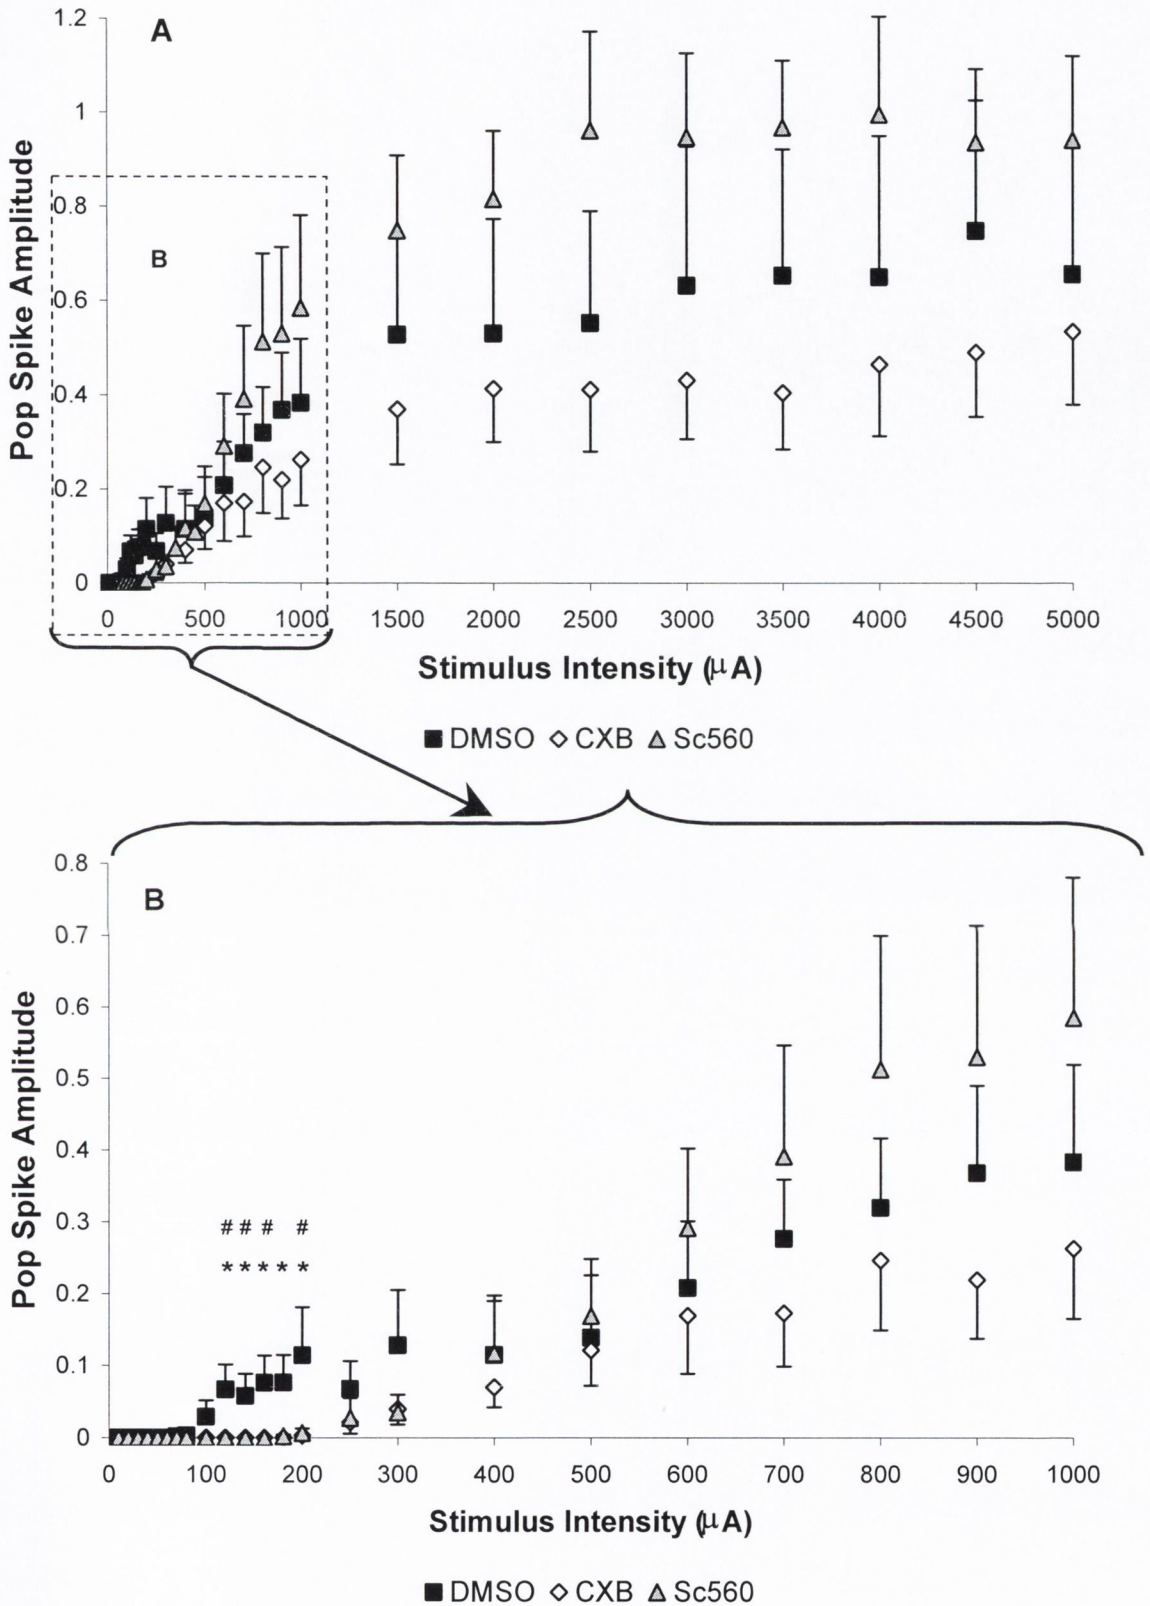 A
1.2
1
0.8
0.6
0.4
0.2
0
B
Pop Spike Amplitude
0 500 1000 1500 2000 2500 3000 3500 4000 4500 5000
Stimulus Intensity (µA)
DMSO CXB Sc560
B
0.8
0.7
0.6
0.5
0.4
0.3
0.2
0.1
0
Pop Spike Amplitude
# # # #
* * * * *
0 100 200 300 400 500 600 700 800 900 1000
Stimulus Intensity (µA)
DMSO CXB Sc560